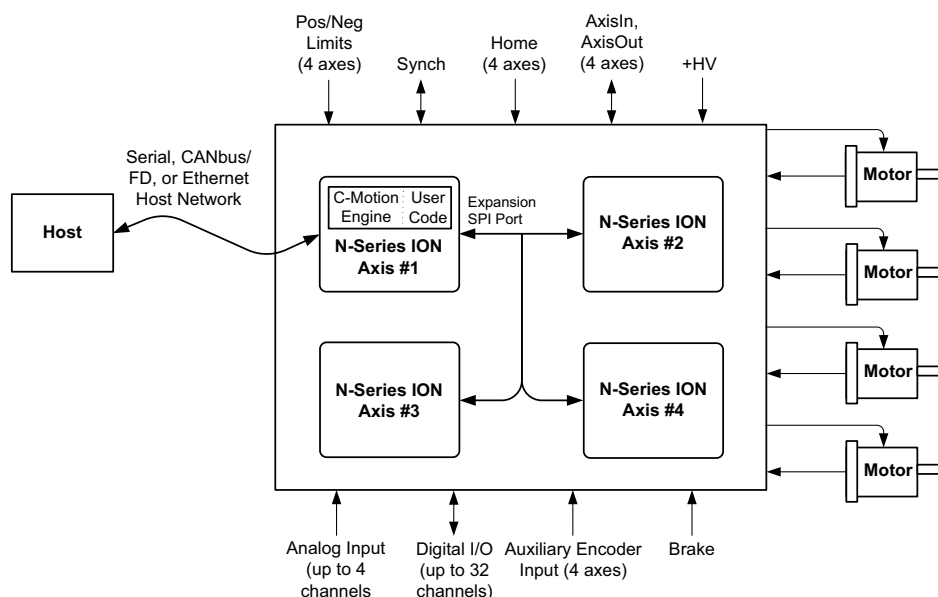 Pos/Neg
Limits
(4 axes)
Synch
Home
(4 axes)
AxisIn,
AxisOut
(4 axes)
+HV
Serial, CANbus/
FD, or Ethernet
Host Network
Host
C-Motion
Engine
User
Code
N-Series ION
Axis #1
Expansion
SPI Port
N-Series ION
Axis #2
N-Series ION
Axis #3
N-Series ION
Axis #4
Motor
Motor
Motor
Motor
Analog Input
(up to 4
channels
Digital I/O
(up to 32
channels)
Auxiliary Encoder
Input (4 axes)
Brake